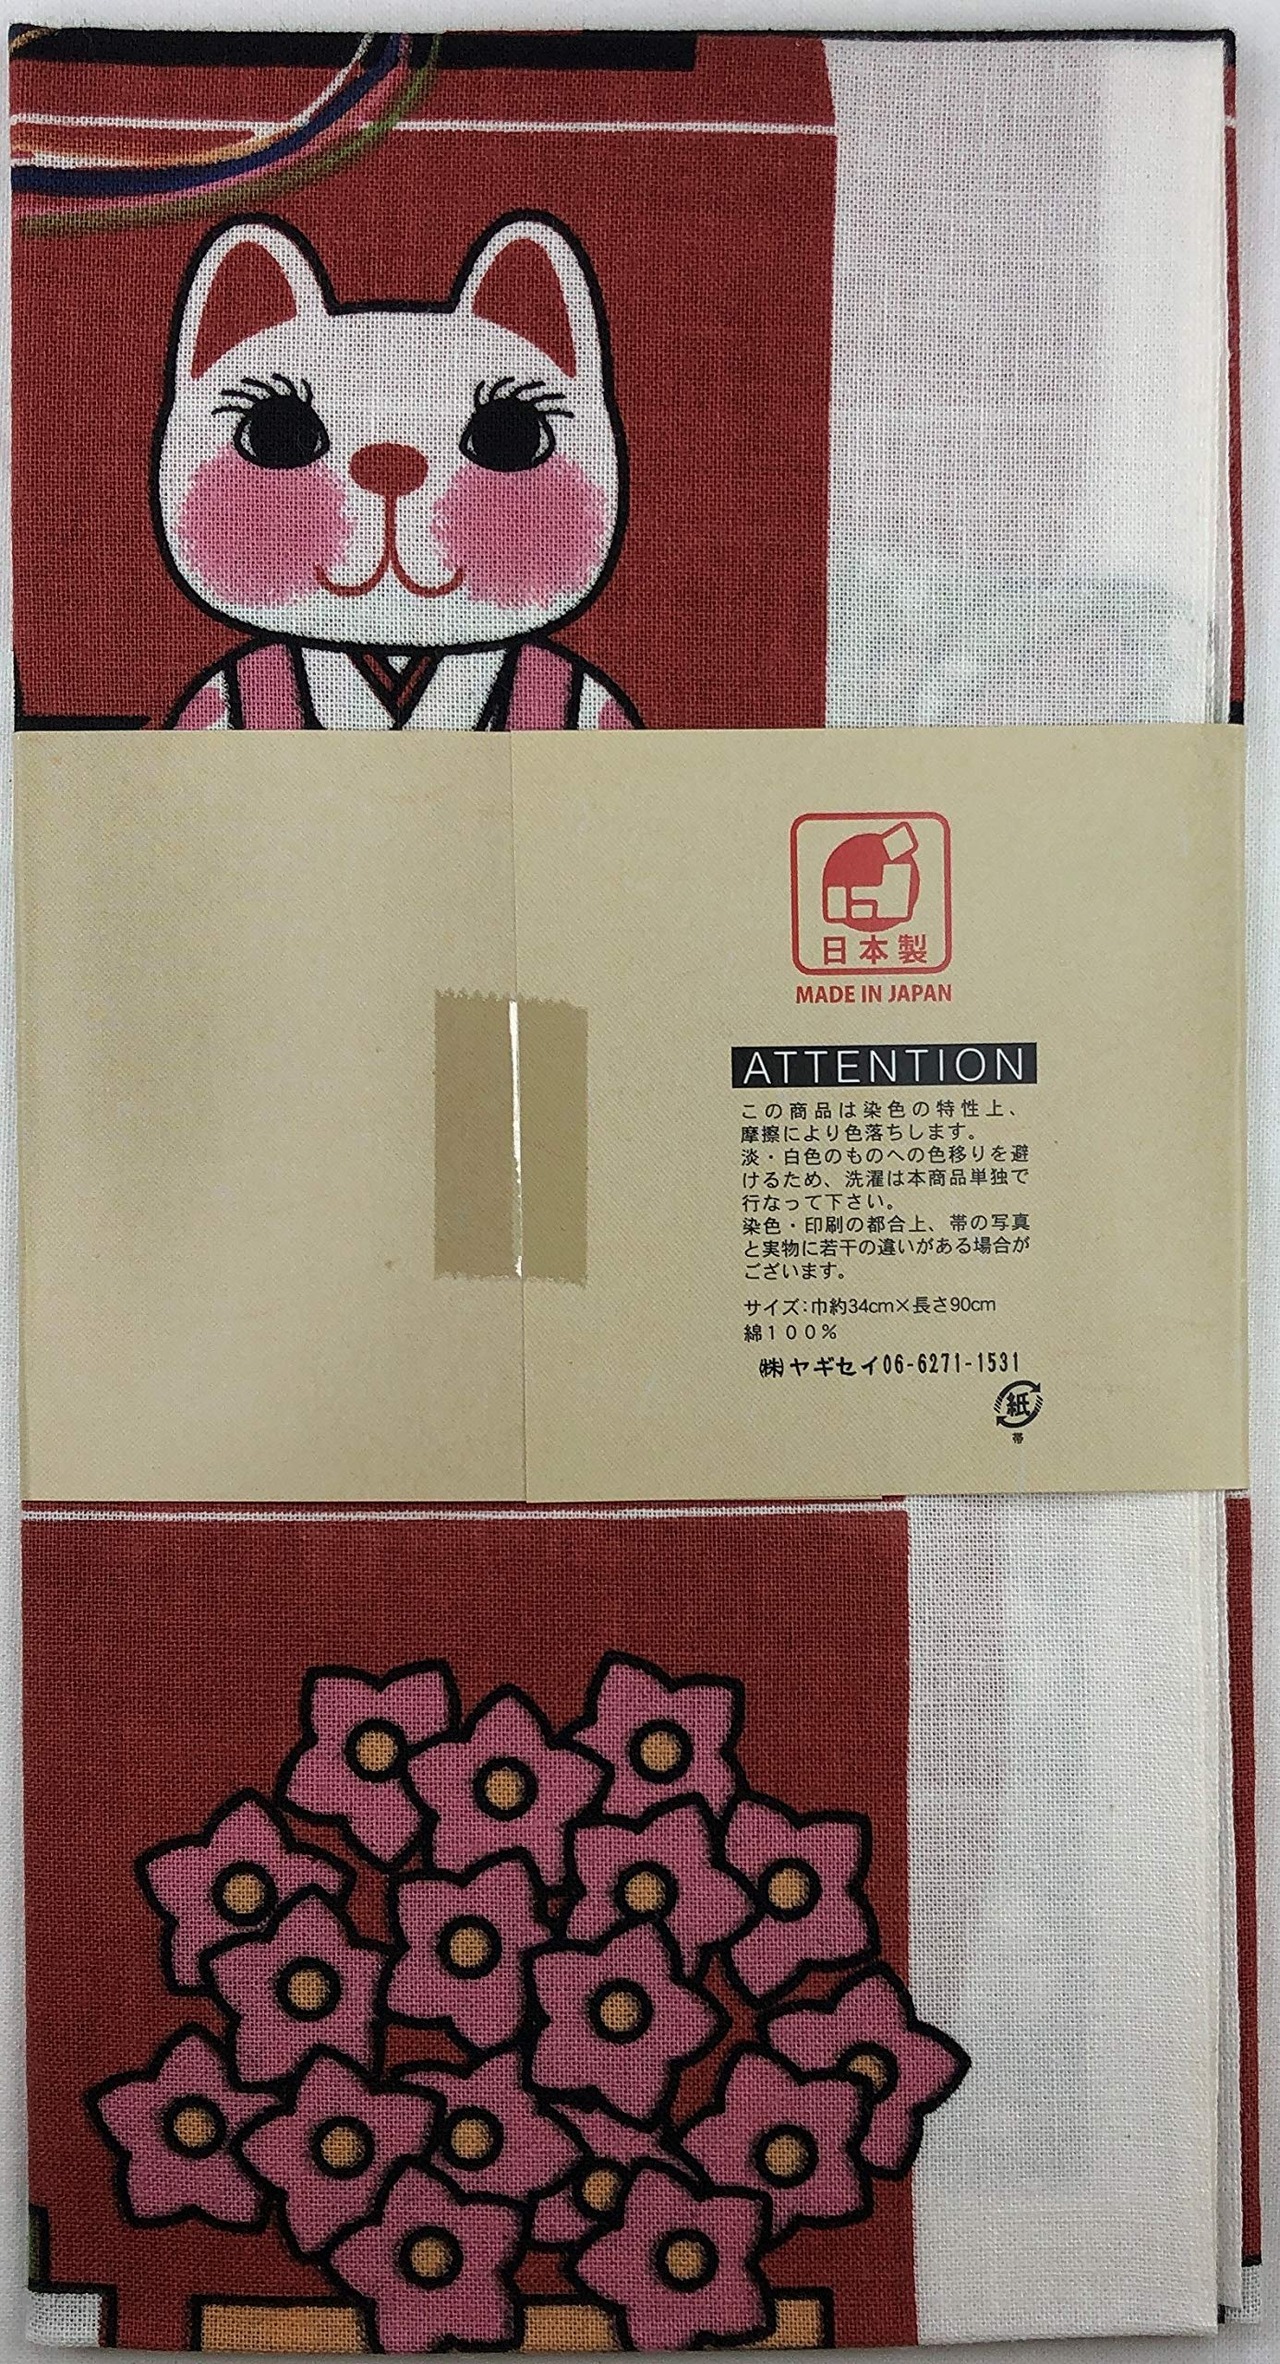 日本製
MADE IN JAPAN
ATTENTION
この商品は染色の特性上、
摩擦により色落ちします。
淡・白色のものへの色移りを避
けるため、洗濯は本商品単独で
行なって下さい。
染色・印刷の都合上、帯の写真
と実物に若干の違いがある場合が
ございます。
サイズ:巾約34cm×長さ90cm
綿１００％
㈱ヤギセイ06-6271-1531
紙
帯